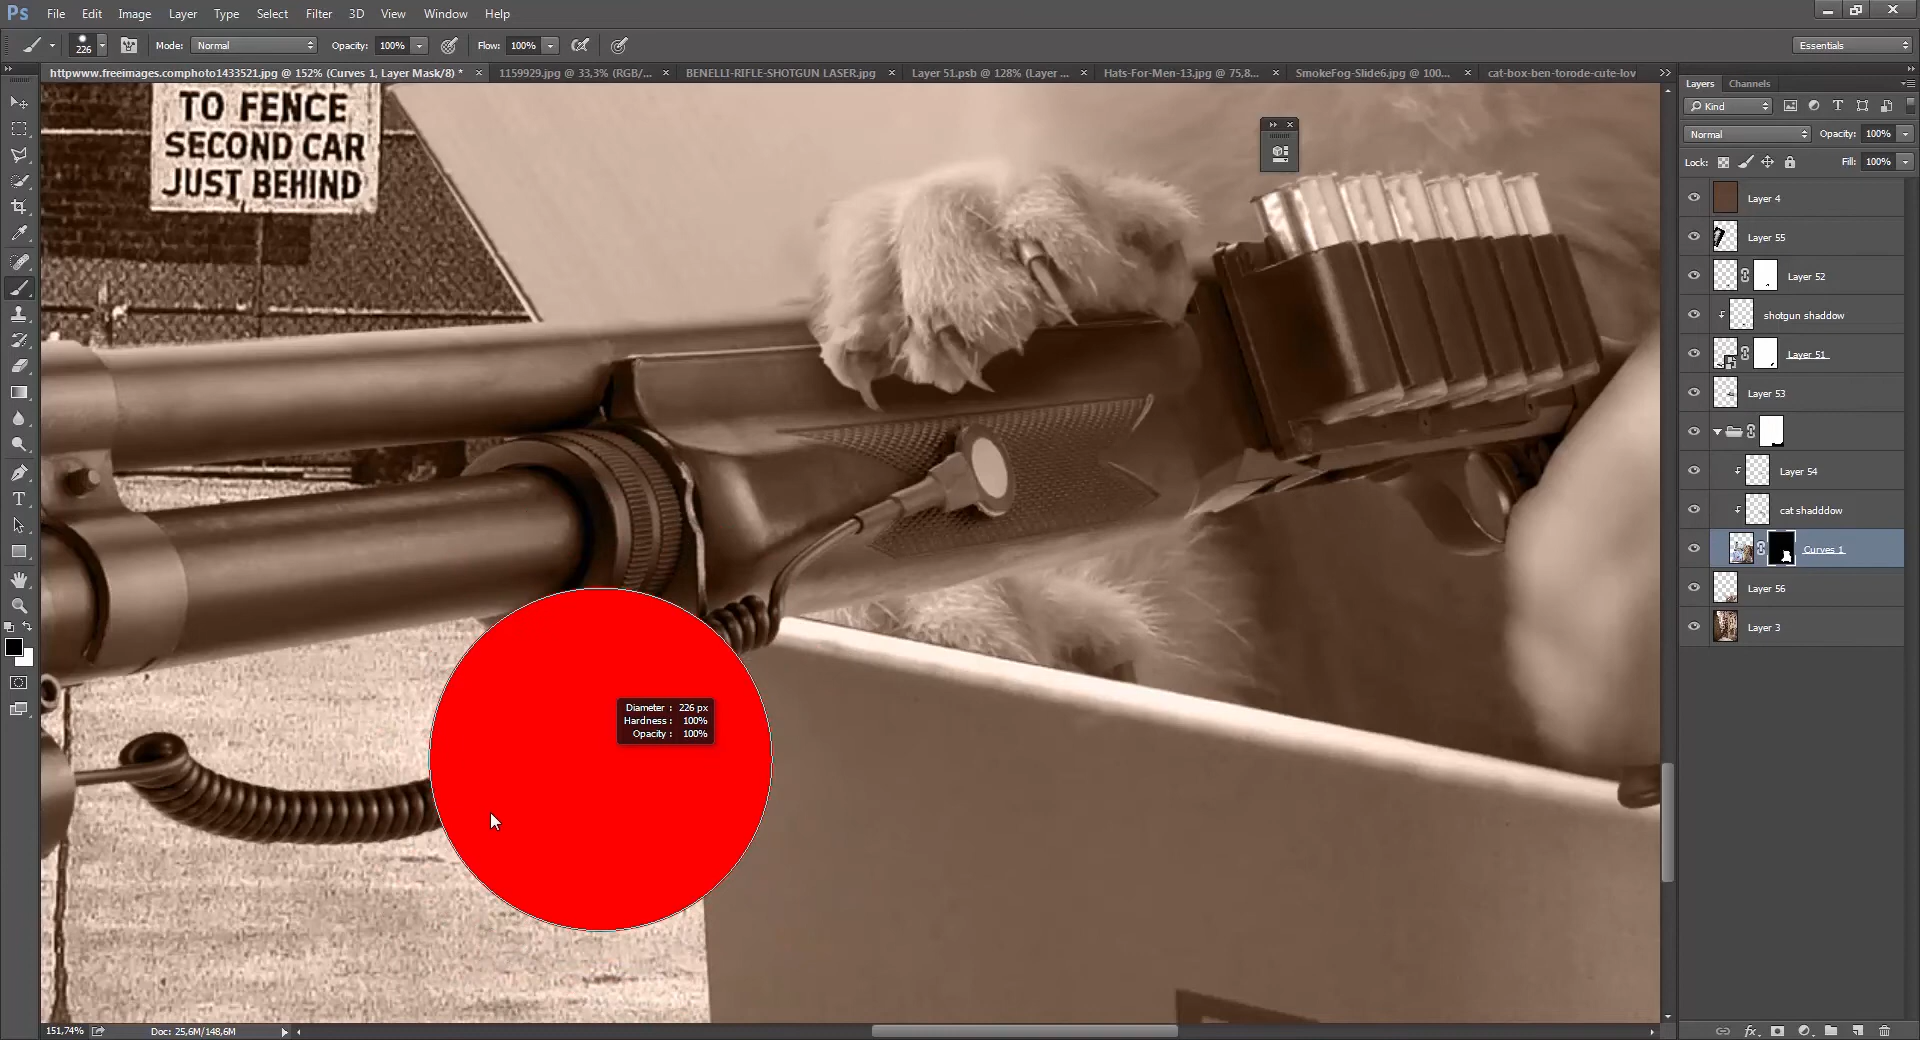 Ps File Edit Image Layer Type Select Filter 3D View Window Help
226 Mode: Normal Opacity: 100% Flow: 100% Essentials
httpwww.freeimages.comphoto1433521.jpg @ 152% (Curves 1, Layer Mask/8) * × 1159929.jpg @ 33,3% (RGB/... × BENELLI-RIFLE-SHOTGUN LASER.jpg × Layer 51.psb @ 128% (Layer ... × Hats-For-Men-13.jpg @ 75,8... × SmokeFog-Slide6.jpg @ 100... × cat-box-ben-torode-cute-lov
TO FENCE
SECOND CAR
JUST BEHIND
Diameter : 226 px
Hardness : 100%
Opacity : 100%
Layers Channels
Kind
Normal Opacity: 100%
Lock: Fill: 100%
Layer 4
Layer 55
Layer 52
shotgun shaddow
Layer 51
Layer 53
Layer 54
cat shadddow
Curves 1
Layer 56
Layer 3
151,74% Doc: 25,6M/148,6M